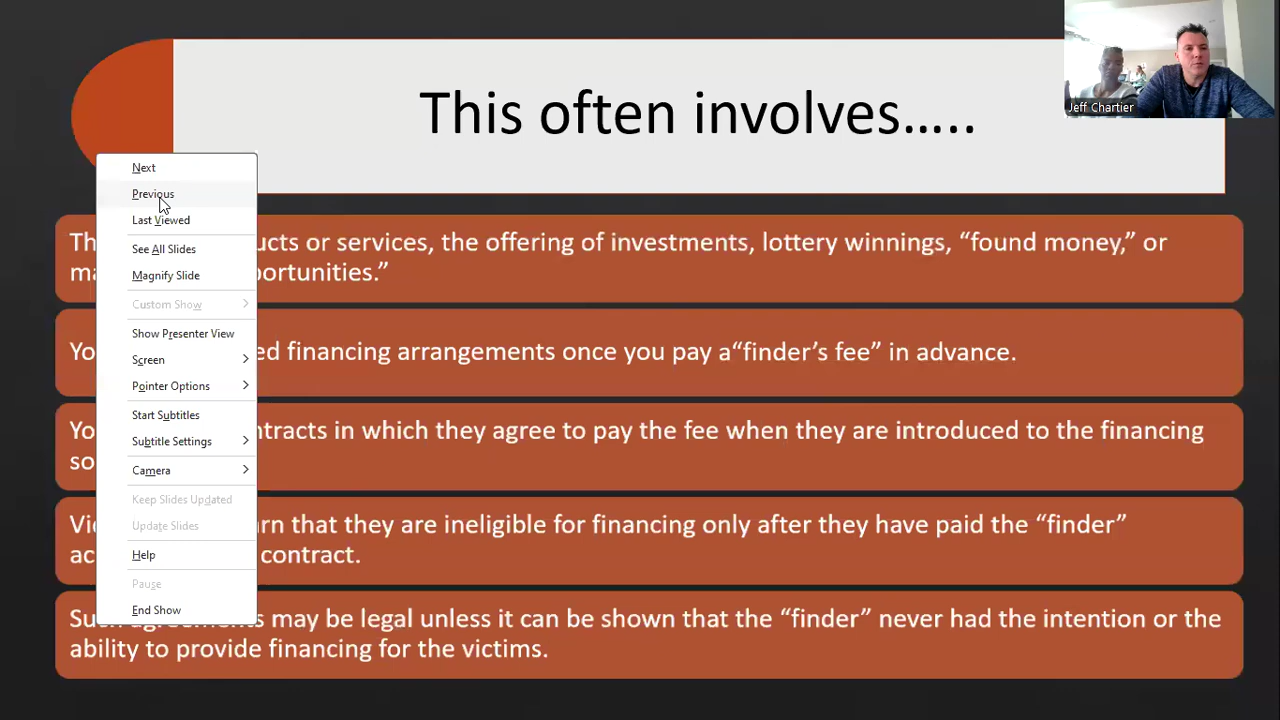 This often involves.....
Jeff Chartier
Next
Previous
Last Viewed
See All Slides
Magnify Slide
Custom Show
Show Presenter View
Screen
Pointer Options
Start Subtitles
Subtitle Settings
Camera
Keep Slides Updated
Update Slides
Help
Pause
End Show
or services, the offering of investments, lottery winnings, “found money,” or
financing arrangements once you pay a“finder’s fee” in advance.
in which they agree to pay the fee when they are introduced to the financing
that they are ineligible for financing only after they have paid the “finder”
contract.
Such agreements may be legal unless it can be shown that the “finder” never had the intention or the
ability to provide financing for the victims.